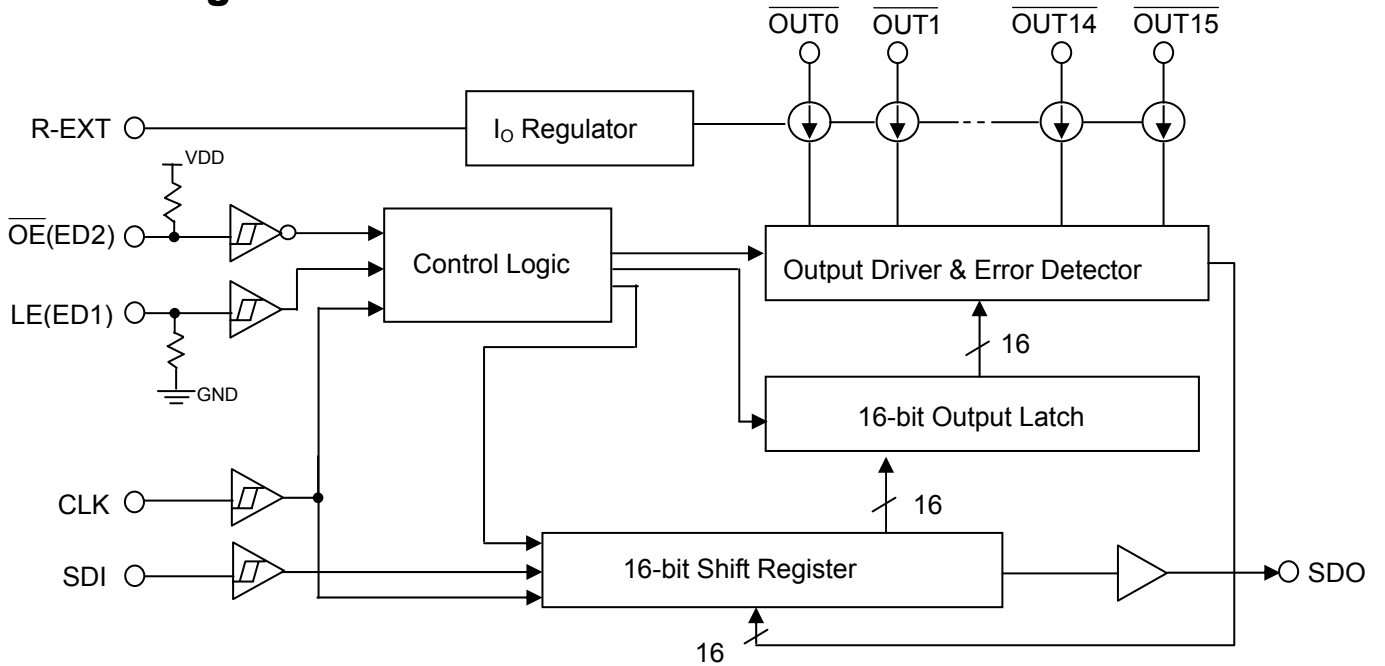 OUT0 OUT1 OUT14 OUT15
R-EXT
IO Regulator
VDD
OE(ED2)
Control Logic
Output Driver & Error Detector
LE(ED1)
16
GND
16-bit Output Latch
CLK
16
SDI
16-bit Shift Register
SDO
16